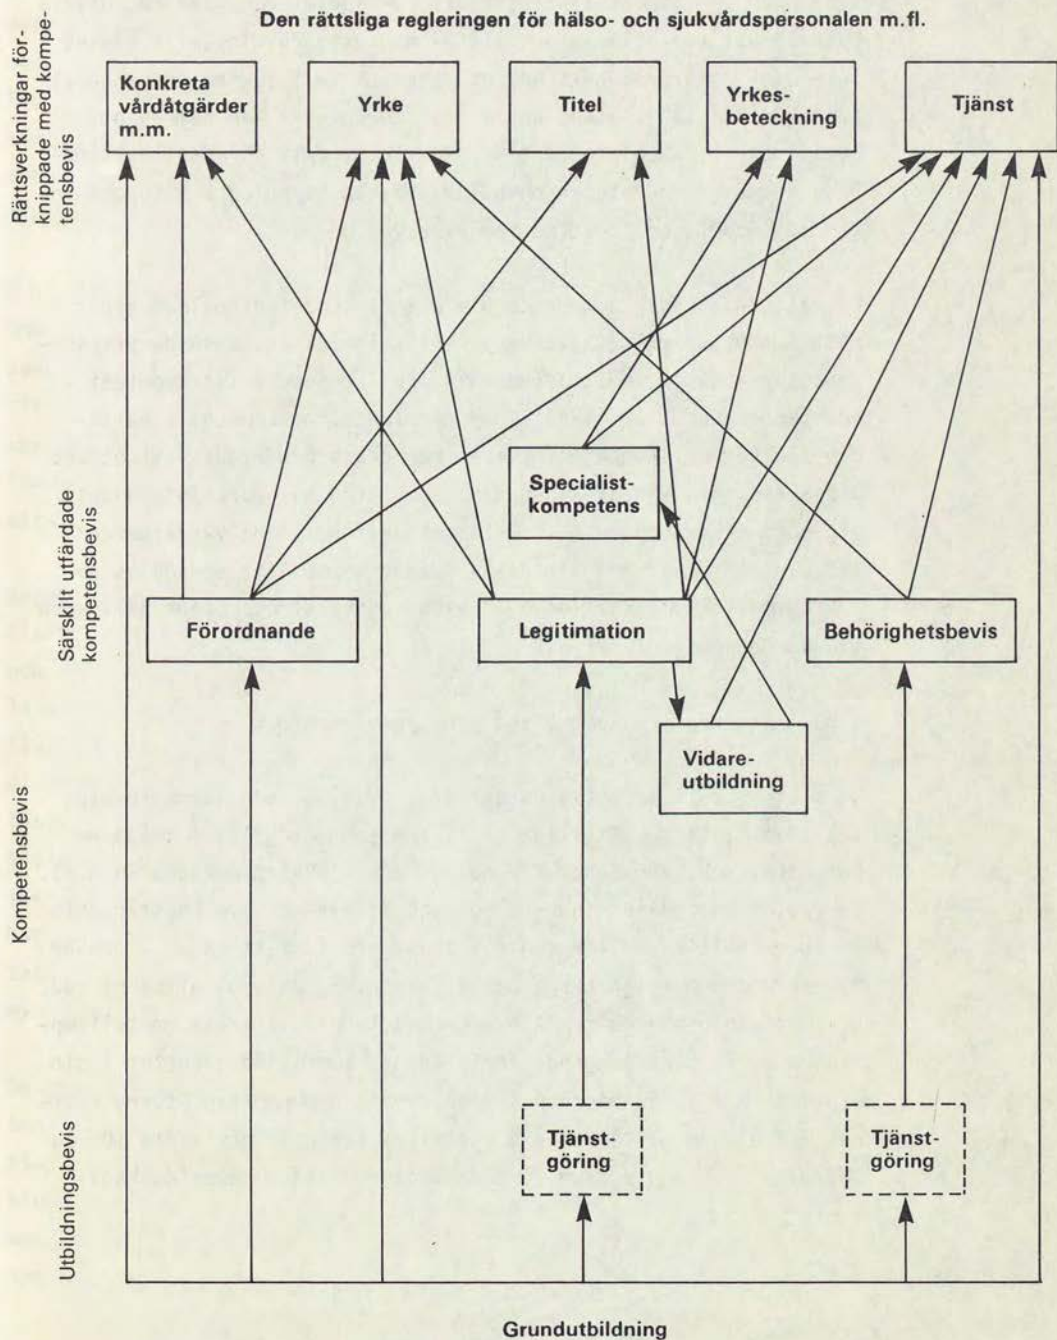 Den rättsliga regleringen för hälso- och sjukvårdspersonalen m.fl.
Rättsverkningar för-
knippade med kompe-
tensbevis
Konkreta
vårdåtgärder
m.m.
Yrke
Titel
Yrkes-
beteckning
Tjänst
Särskilt utfärdade
kompetensbevis
Specialist-
kompetens
Förordnande
Legitimation
Behörighetsbevis
Kompetensbevis
Vidare-
utbildning
Utbildningsbevis
Tjänst-
göring
Tjänst-
göring
Grundutbildning